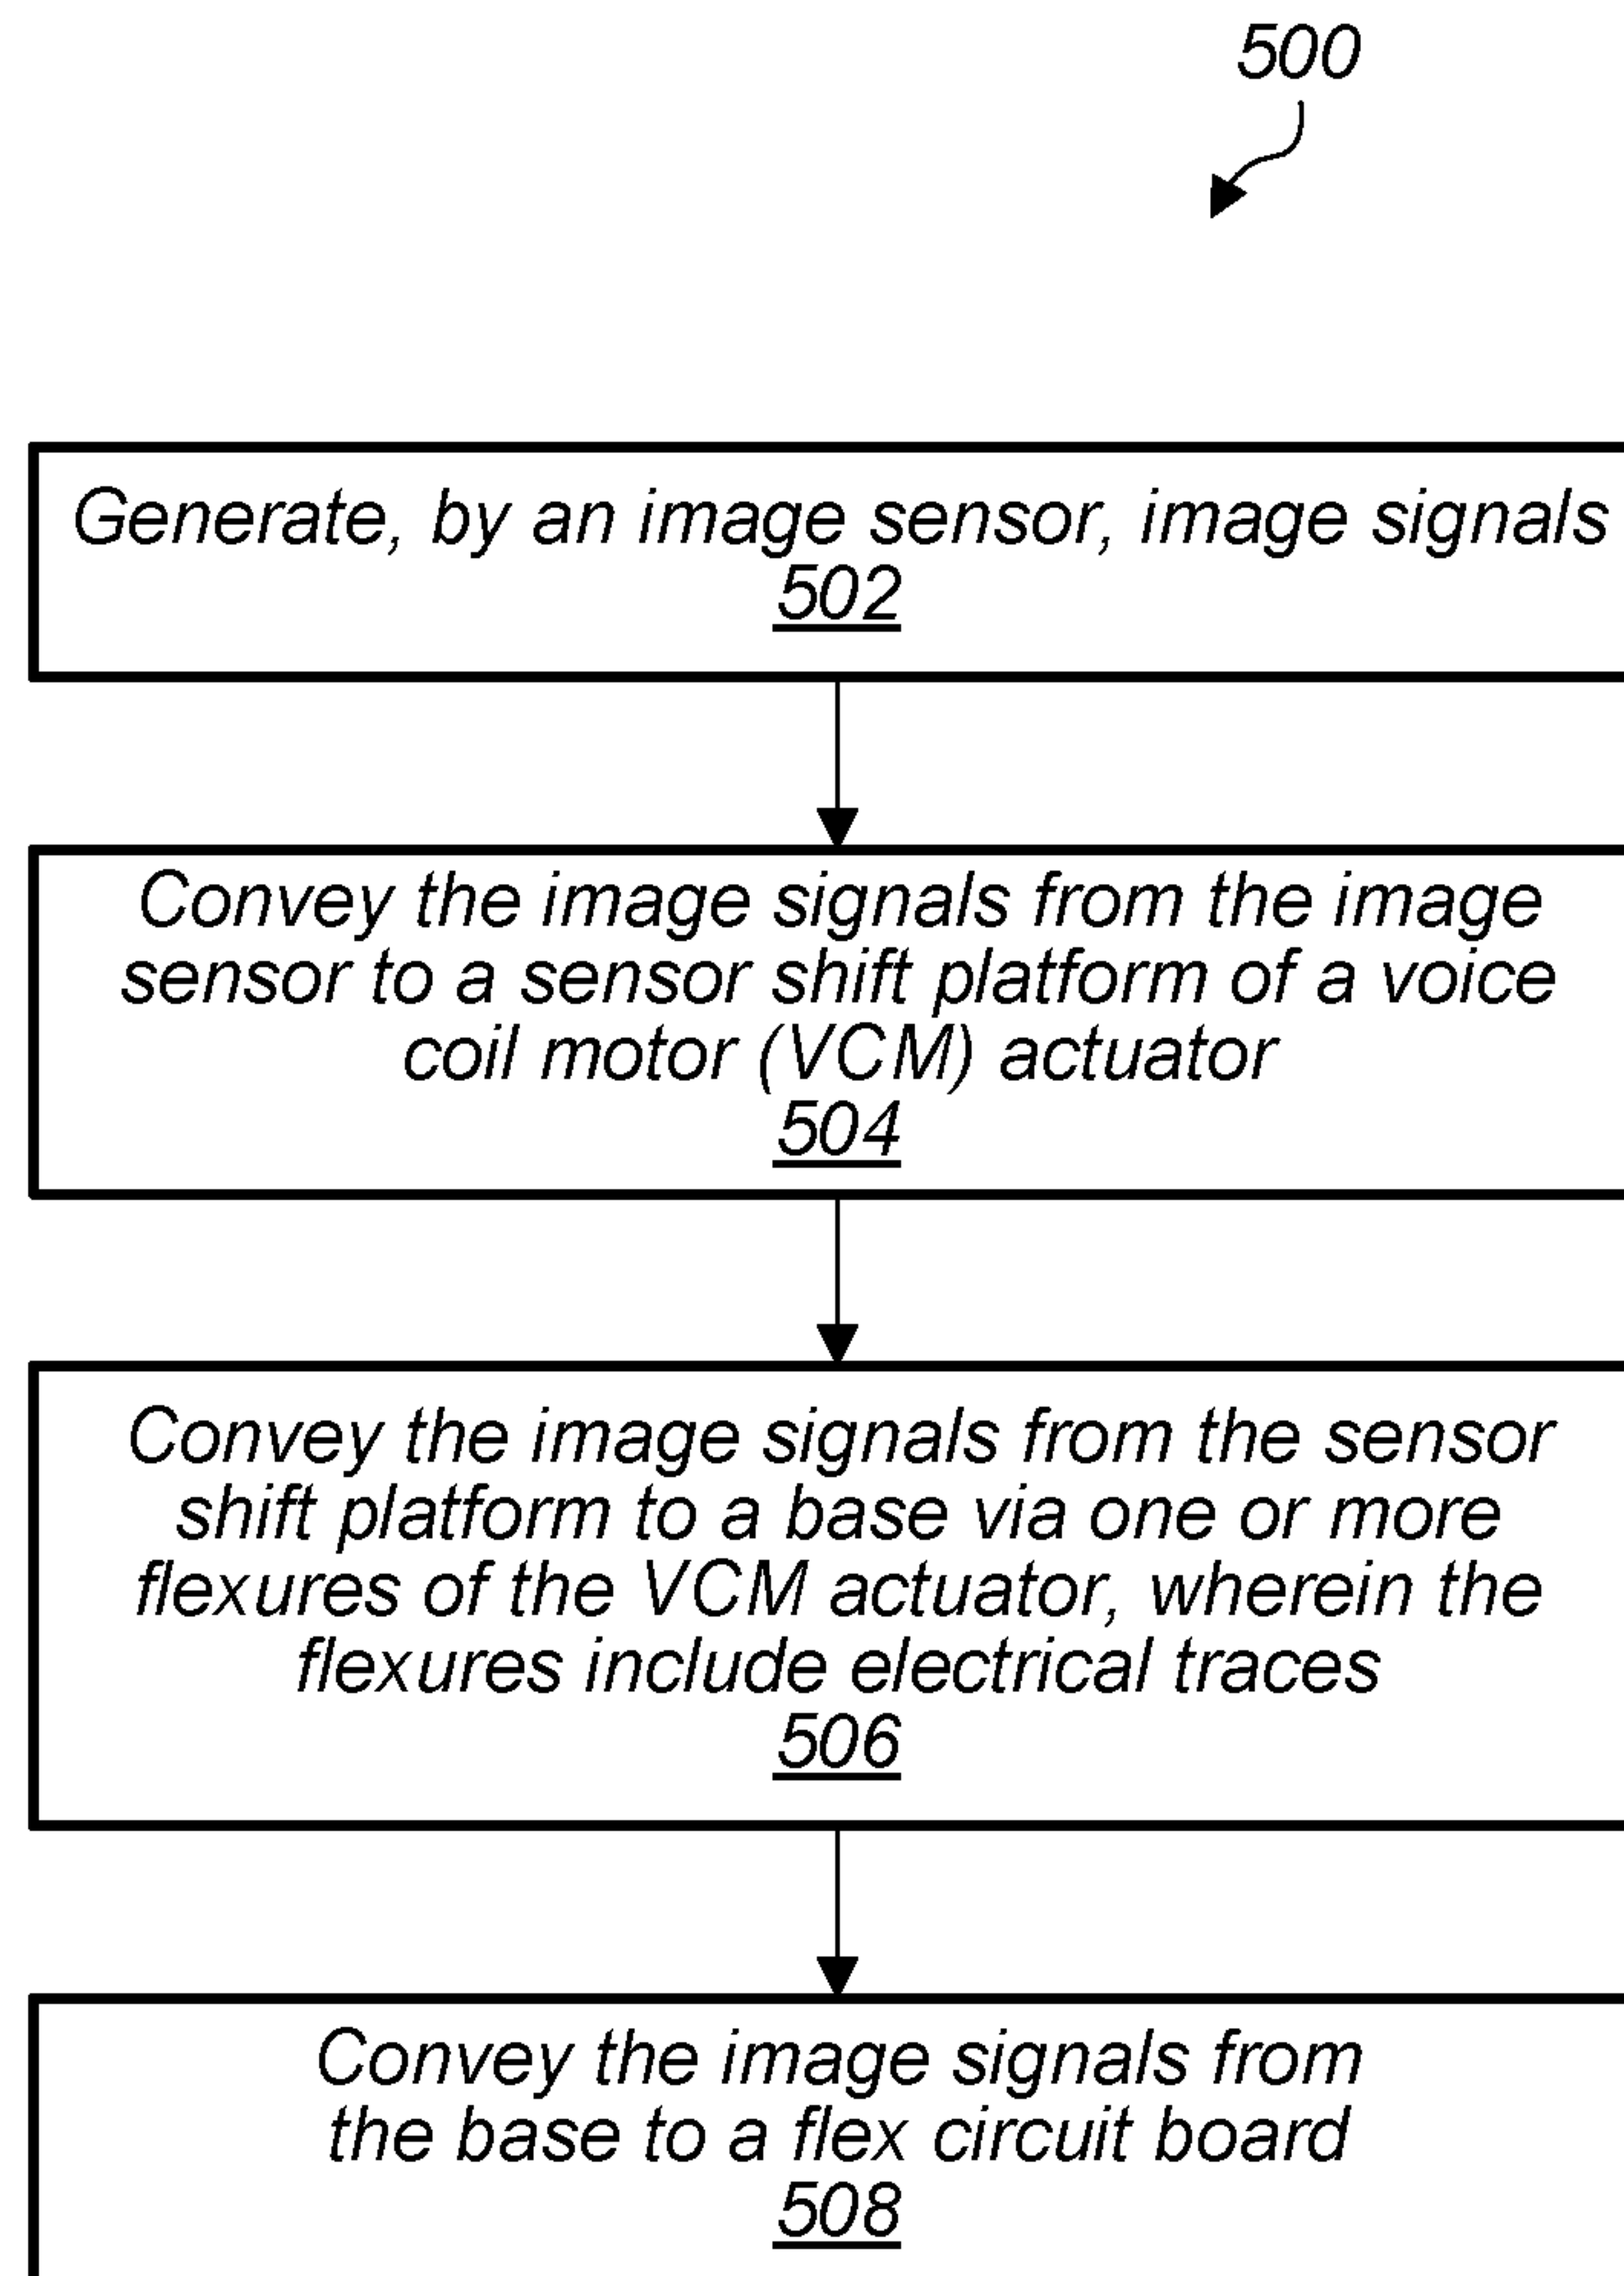 500
Generate, by an image sensor, image signals
502
Convey the image signals from the image
sensor to a sensor shift platform of a voice
coil motor (VCM) actuator
504
Convey the image signals from the sensor
shift platform to a base via one or more
flexures of the VCM actuator, wherein the
flexures include electrical traces
506
Convey the image signals from
the base to a flex circuit board
508